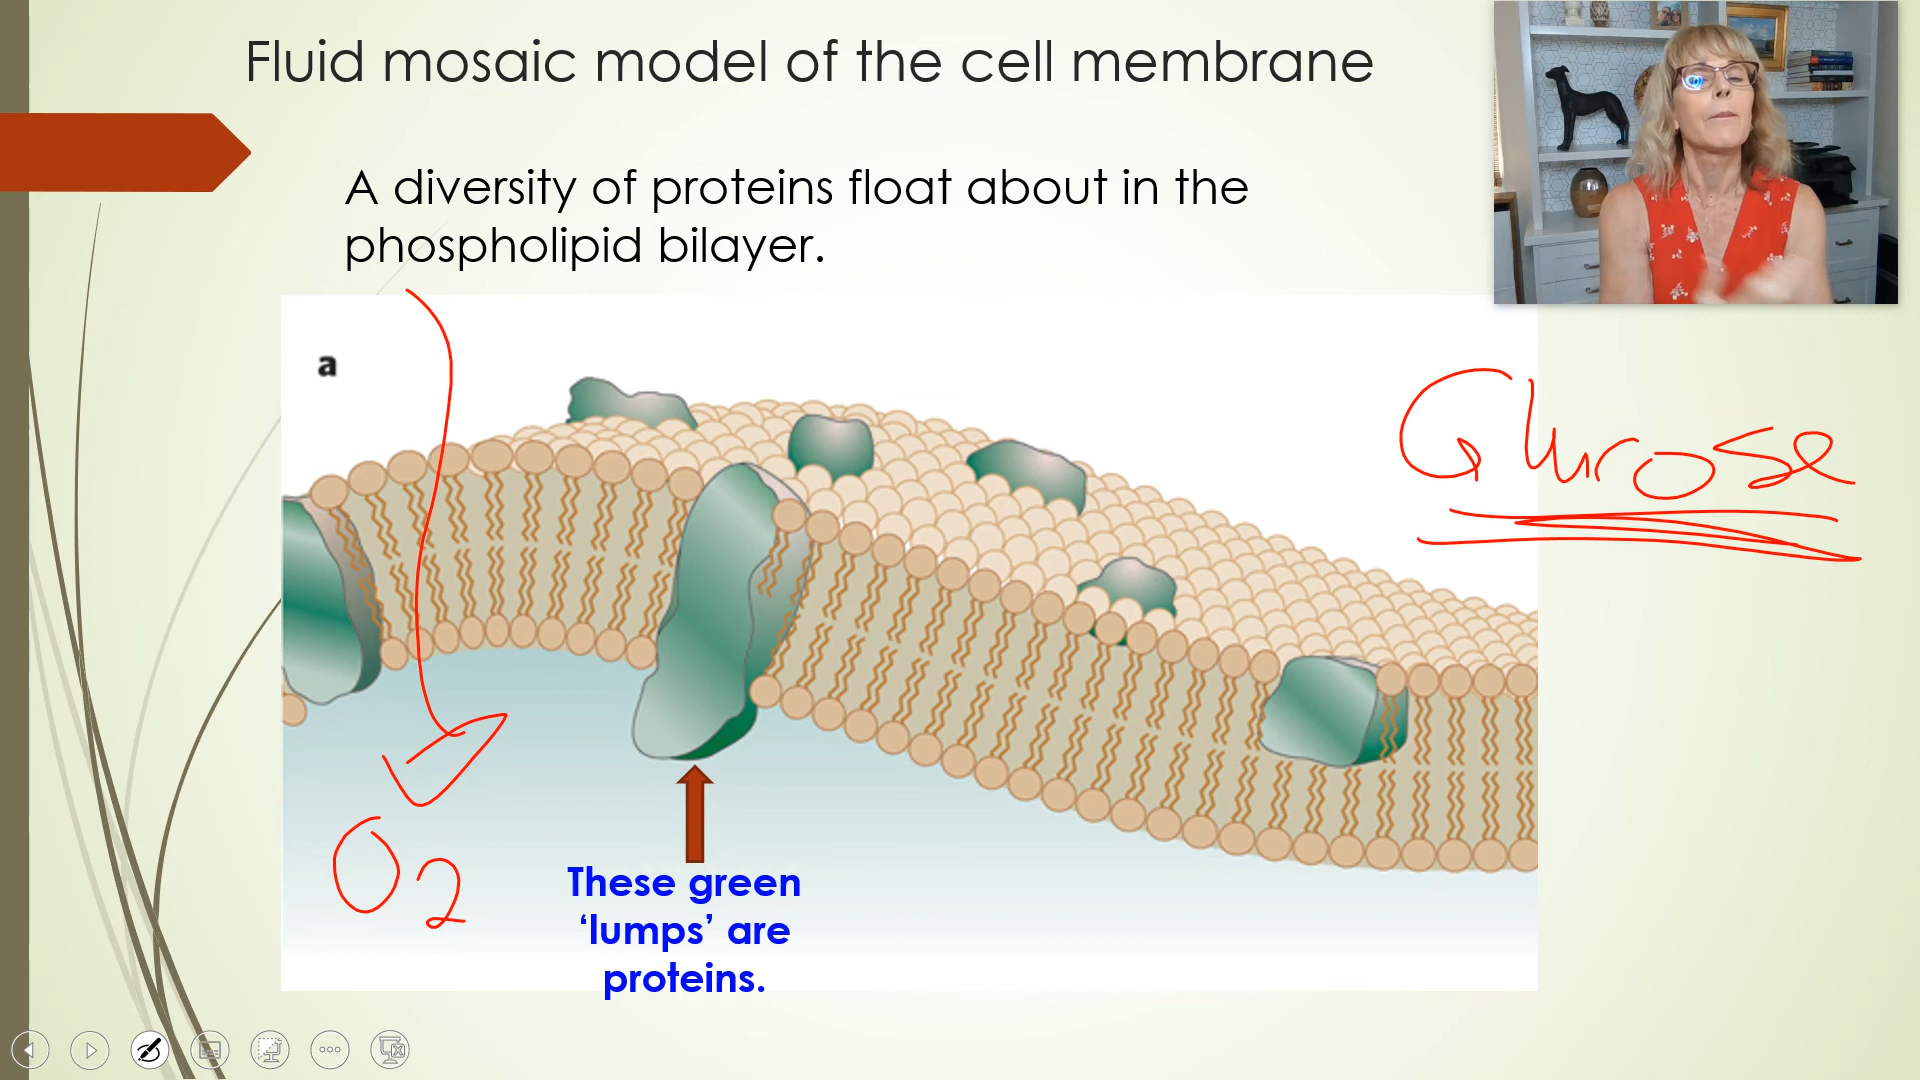 Fluid mosaic model of the cell membrane
A diversity of proteins float about in the
phospholipid bilayer.
a
Glucose
O2
These green
‘lumps’ are
proteins.